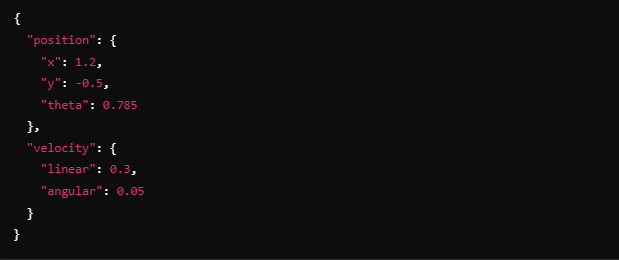 {
  "position": {
    "x": 1.2,
    "y": -0.5,
    "theta": 0.785
  },
  "velocity": {
    "linear": 0.3,
    "angular": 0.05
  }
}